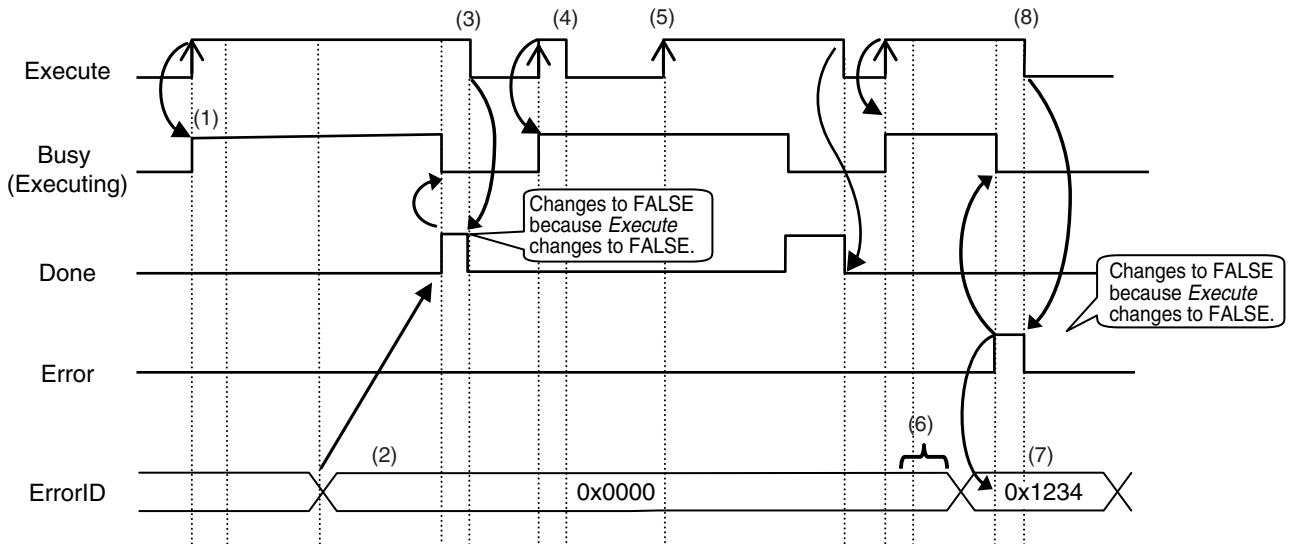 (3)
(4)
(5)
(8)
Execute
(1)
Busy
(Executing)
Changes to FALSE
because Execute
changes to FALSE.
Done
Changes to FALSE
because Execute
changes to FALSE.
Error
(6)
(2)
(7)
ErrorID
0x0000
0x1234